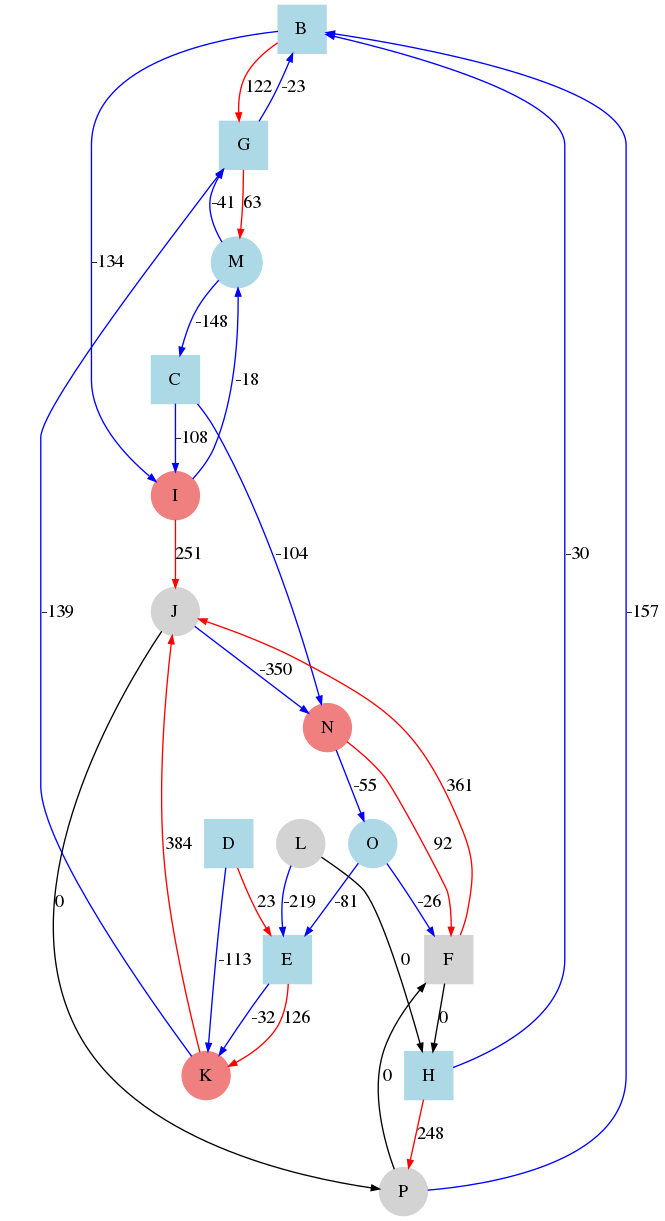 B
122 -23
G
-41 63
M
-134
-148
C
-18
-108
I
-104 -30
251
J
-139 -157
-350
N
-55 361
384 92
D L O
0 23 -219 -81 -26
-113 E 0 F
-32 126 0
K 0 H
248
P